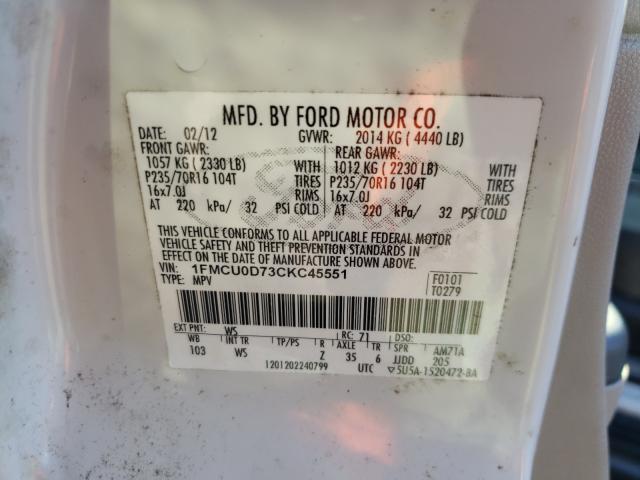 MFD. BY FORD MOTOR CO.
DATE: 02/12 GVWR: 2014 KG ( 4440 LB)
FRONT GAWR: REAR GAWR:
1057 KG ( 2330 LB) WITH 1012 KG ( 2230 LB) WITH
P235/70R16 104T TIRES P235/70R16 104T TIRES
16x7.0J RIMS 16x7.0J RIMS
AT 220 kPa/ 32 PSI COLD AT 220 kPa/ 32 PSI COLD
THIS VEHICLE CONFORMS TO ALL APPLICABLE FEDERAL MOTOR
VEHICLE SAFETY AND THEFT PREVENTION STANDARDS IN
EFFECT ON THE DATE OF MANUFACTURE SHOWN ABOVE.
VIN: 1FMCU0D73CKC45551 F0101
TYPE: MPV T0279
EXT PNT: WS RC: 71 DSO:
WB INT TR TP/PS R AXLE TR SPR AM7TA
103 WS Z 35 6 JJDD 205
1201202240799 UTC 5U5A-1520472-BA